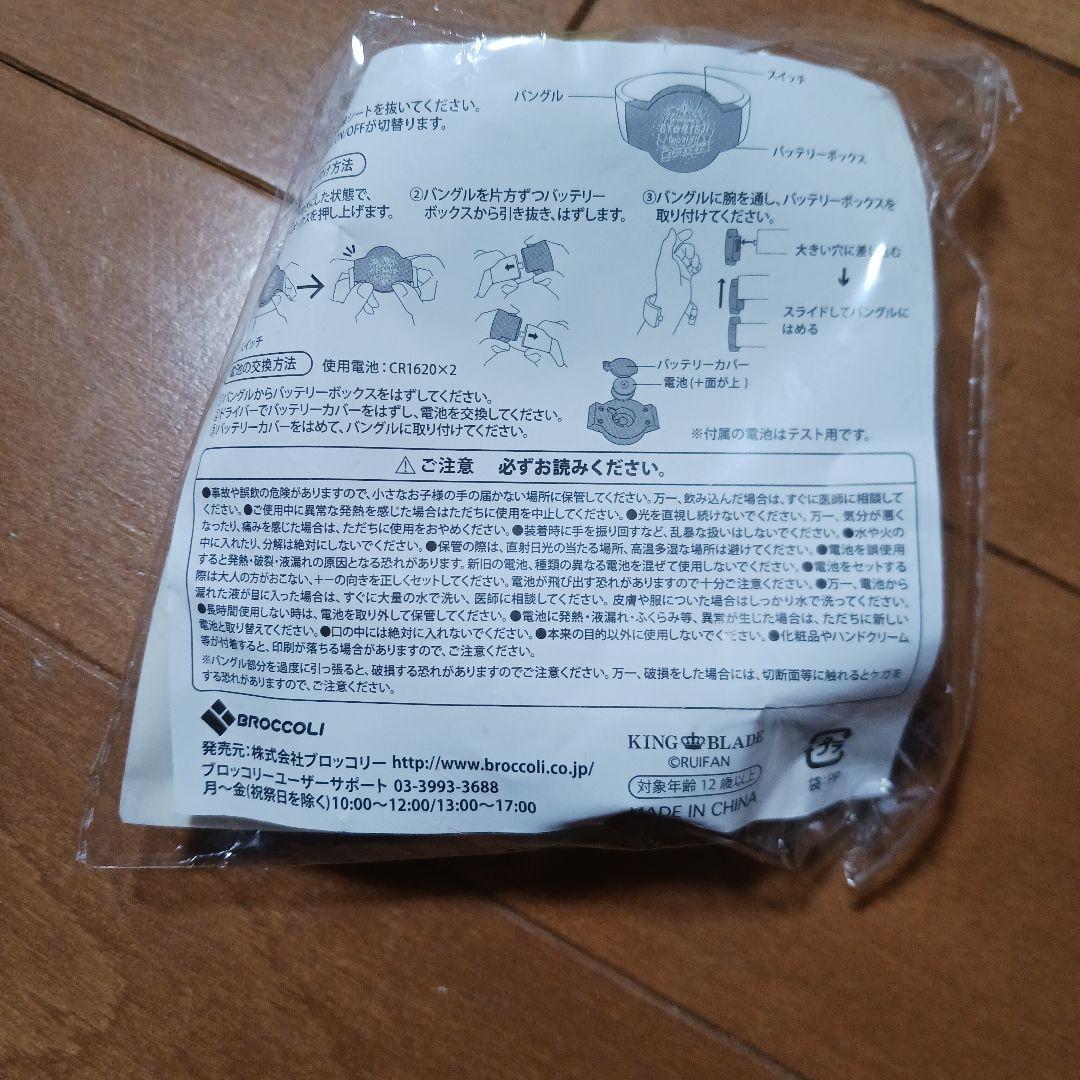 シートを抜いてください。
ON/OFFが切替ります。
スイッチ
バングル
バッテリーボックス
方法
した状態で、
を押し上げます。
②バングルを片方ずつバッテリー
ボックスから引き抜き、はずします。
③バングルに腕を通し、バッテリーボックスを
取り付けてください。
大きい穴に差し込む
スライドしてバングルに
はめる
スイッチ
電池の交換方法
使用電池：CR1620×2
①バングルからバッテリーボックスをはずしてください。
②ドライバーでバッテリーカバーをはずし、電池を交換してください。
③バッテリーカバーをはめて、バングルに取り付けてください。
バッテリーカバー
電池(+面が上)
※付属の電池はテスト用です。
⚠ご注意 必ずお読みください。
●事故や誤飲の危険がありますので、小さなお子様の手の届かない場所に保管してください。万一、飲み込んだ場合は、すぐに医師に相談して
ください。●ご使用中に異常な発熱を感じた場合はただちに使用を中止してください。●光を直視し続けないでください。万一、気分が悪く
なったり、痛みを感じた場合は、ただちに使用をおやめください。●装着時に手を振り回すなど、乱暴な扱いはしないでください。●水や火の
中に入れたり、分解は絶対にしないでください。●保管の際は、直射日光の当たる場所、高温多湿な場所は避けてください。●電池を誤使用
すると発熱・破裂・液漏れの原因となる恐れがあります。新旧の電池、種類の異なる電池を混ぜて使用しないでください。●電池をセットする
際は大人の方がおこない、+−の向きを正しくセットしてください。電池が飛び出す恐れがありますので十分ご注意ください。●万一、電池から
漏れた液が目に入った場合は、すぐに大量の水で洗い、医師に相談してください。皮膚や服についた場合はしっかり水で洗ってください。
●長時間使用しない時は、電池を取り外して保管してください。●電池に発熱・液漏れ・ふくらみ等、異常が生じた場合は、ただちに新しい
電池と取り替えてください。●口の中には絶対に入れないでください。●本来の目的以外に使用しないでください。●化粧品やハンドクリーム
等が付着すると、印刷が落ちる場合がありますので、ご注意ください。
※バングル部分を過度に引っ張ると、破損する恐れがありますのでご注意ください。万一、破損をした場合には、切断面等に触れるとケガを
する恐れがありますので、ご注意ください。
BROCCOLI
発売元：株式会社ブロッコリー http://www.broccoli.co.jp/
ブロッコリーユーザーサポート 03-3993-3688
月〜金(祝祭日を除く)10:00〜12:00/13:00〜17:00
KING BLADE
©RUIFAN
対象年齢12歳以上
MADE IN CHINA
プラ
袋：PP